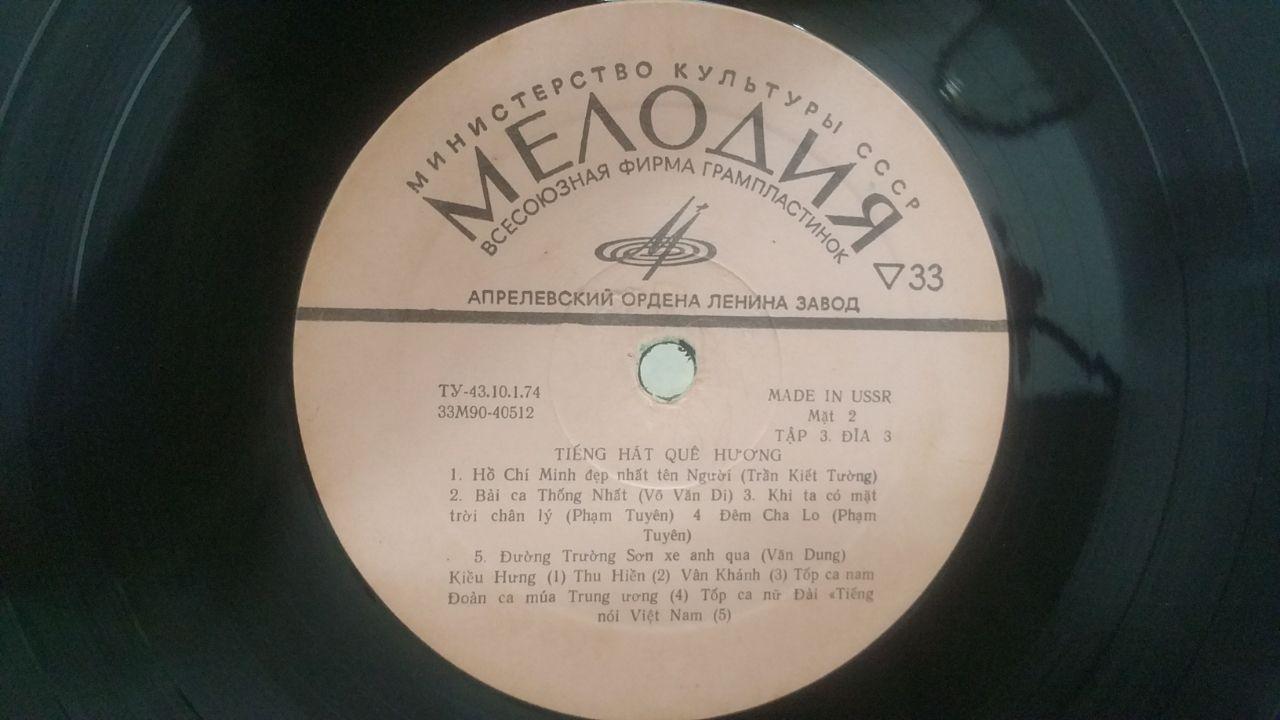 МИНИСТЕРСТВО КУЛЬТУРЫ СССР
МЕЛОДИЯ
ВСЕСОЮЗНАЯ ФИРМА ГРАМПЛАСТИНОК
▽33
АПРЕЛЕВСКИЙ ОРДЕНА ЛЕНИНА ЗАВОД
ТУ-43.10.1.74
33М90-40512
MADE IN USSR
Mặt 2
TẬP 3. ĐĨA 3
TIẾNG HÁT QUÊ HƯƠNG
1. Hồ Chí Minh đẹp nhất tên Người (Trần Kiết Tường)
2. Bài ca Thống Nhất (Võ Văn Di) 3. Khi ta có mặt
trời chân lý (Phạm Tuyên) 4 Đêm Cha Lo (Phạm
Tuyên)
5. Đường Trường Sơn xe anh qua (Văn Dung)
Kiều Hưng (1) Thu Hiền (2) Vân Khánh (3) Tốp ca nam
Đoàn ca múa Trung ương (4) Tốp ca nữ Đài «Tiếng
nói Việt Nam (5)